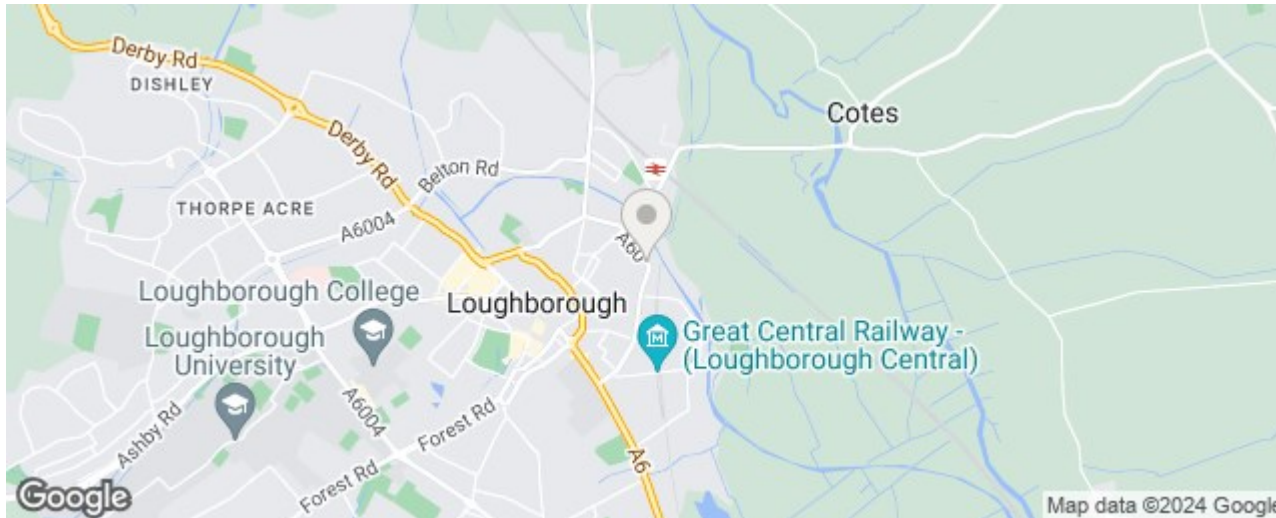 Derby Rd
DISHLEY
Derby Rd
Cotes
Belton Rd
THORPE ACRE
A6004
A60
Loughborough College
Loughborough
Loughborough
University
Great Central Railway -
(Loughborough Central)
A6004
Ashby Rd
Forest Rd
Forest Rd
A6
Google
Map data ©2024 Google